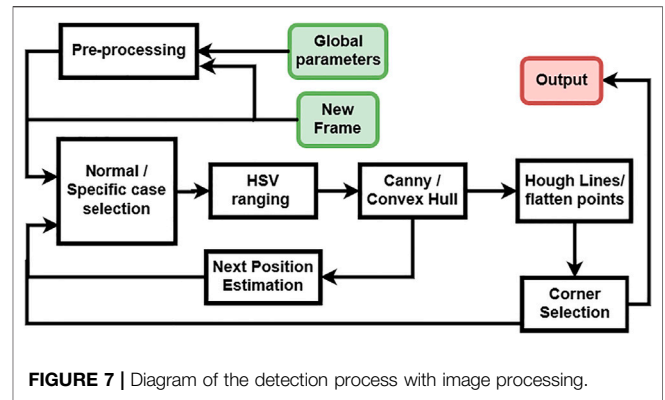 Pre-processing
Global
parameters
Output
New
Frame
Normal /
Specific case
selection
HSV
ranging
Canny /
Convex Hull
Hough Lines/
flatten points
Next Position
Estimation
Corner
Selection
FIGURE 7 | Diagram of the detection process with image processing.